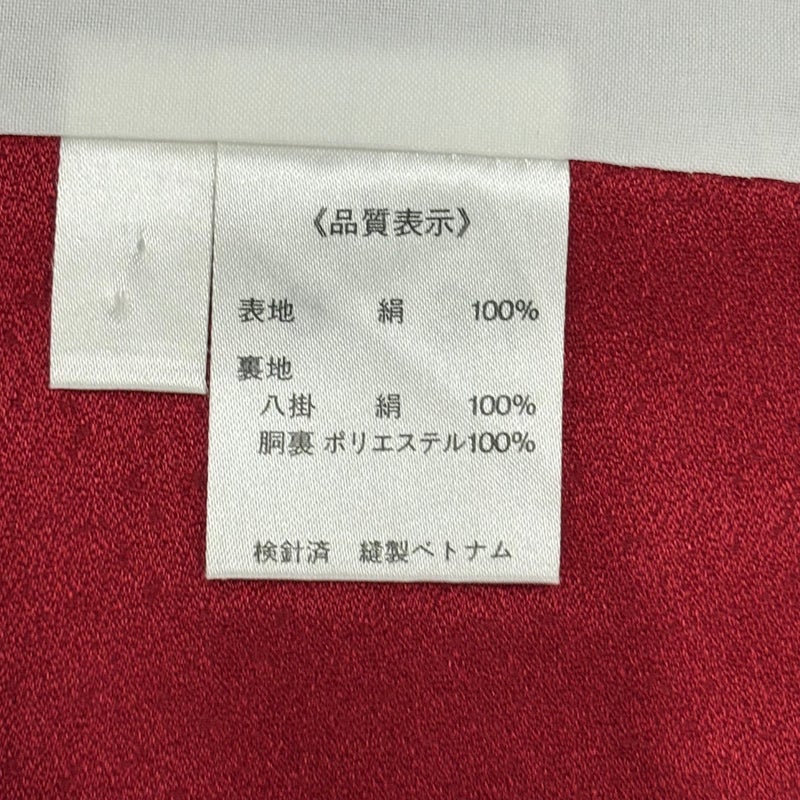 《品質表示》
表地 絹 100%
裏地
八掛 絹 100%
胴裏 ポリエステル100%
検針済 縫製ベトナム